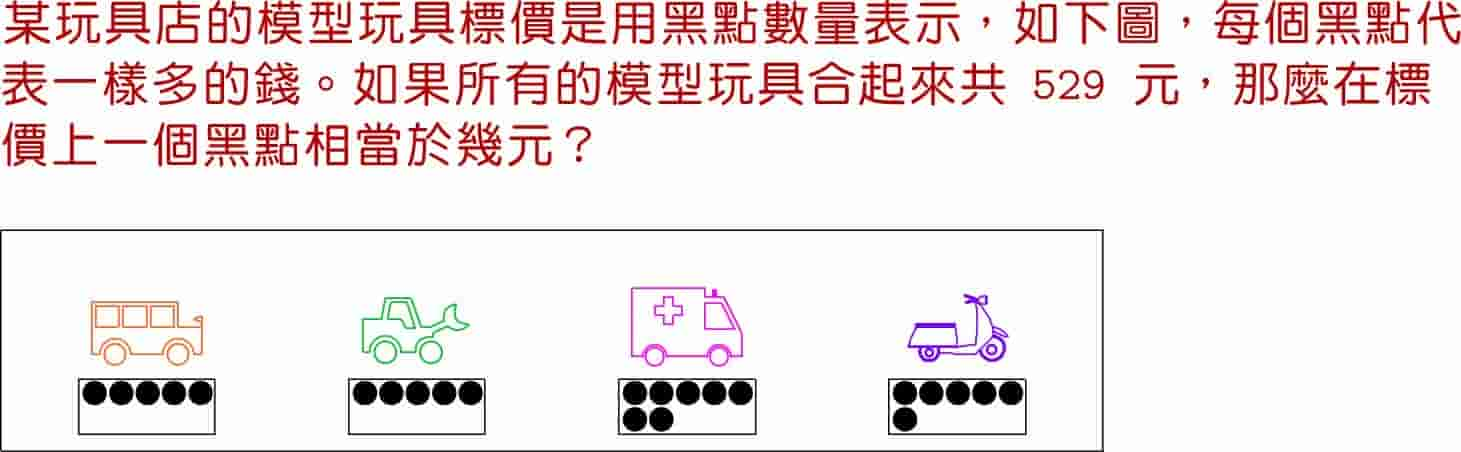 某玩具店的模型玩具標價是用黑點數量表示，如下圖，每個黑點代
表一樣多的錢。如果所有的模型玩具合起來共 529 元，那麼在標
價上一個黑點相當於幾元？